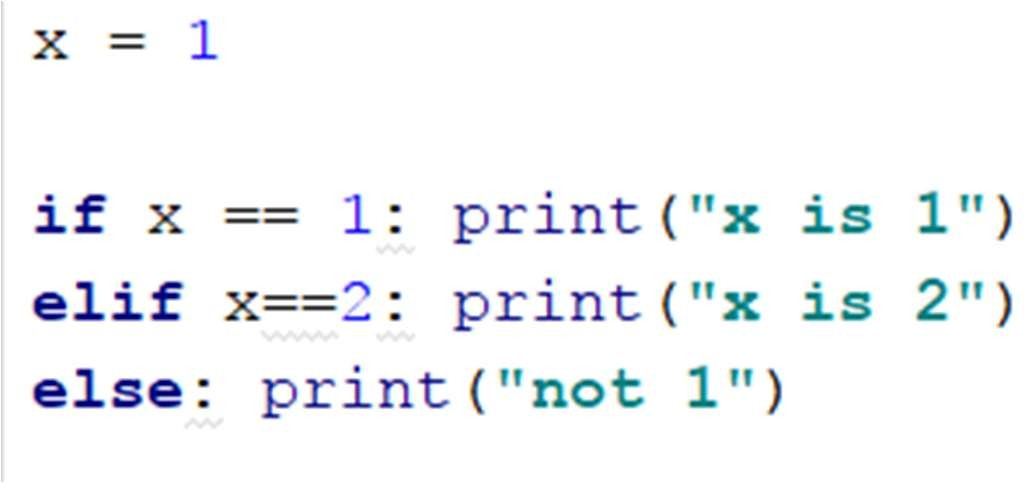 x = 1
if x == 1: print("x is 1")
elif x==2: print("x is 2")
else: print("not 1")